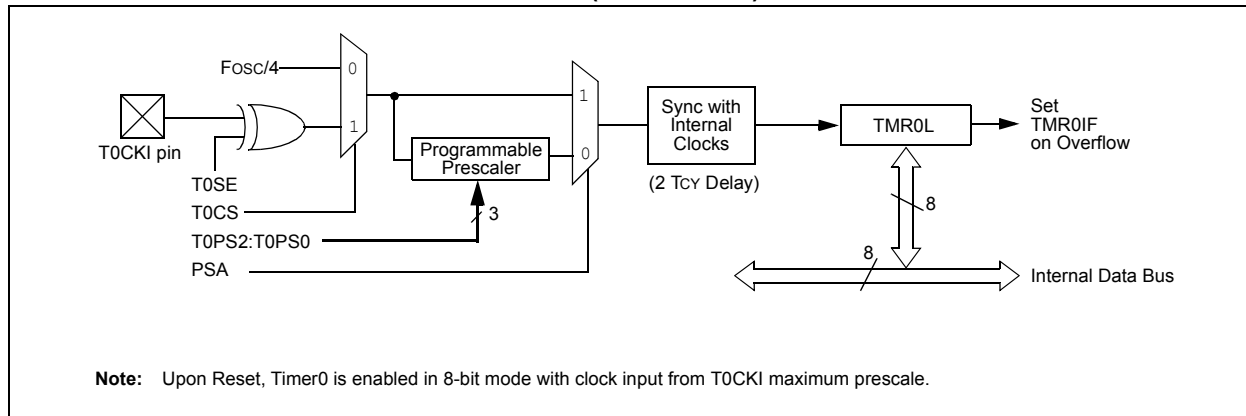 Fosc/4
0
1
T0CKI pin
T0SE
T0CS
T0PS2:T0PS0
PSA
Programmable
Prescaler
3
1
0
Sync with
Internal
Clocks
(2 TCY Delay)
TMR0L
Set
TMR0IF
on Overflow
8
8
Internal Data Bus
Note: Upon Reset, Timer0 is enabled in 8-bit mode with clock input from T0CKI maximum prescale.